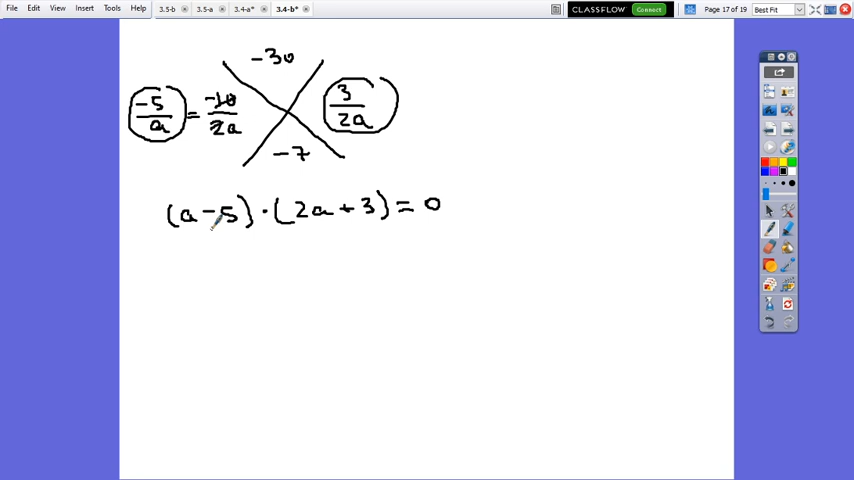 File Edit View Insert Tools Help 3.5-b 3.5-a 3.4-a* 3.4-b* CLASSFLOW Connect Page 17 of 19 Best Fit
-30
-5/a = -10/2a 3/2a
-7
(a-5)·(2a+3)=0